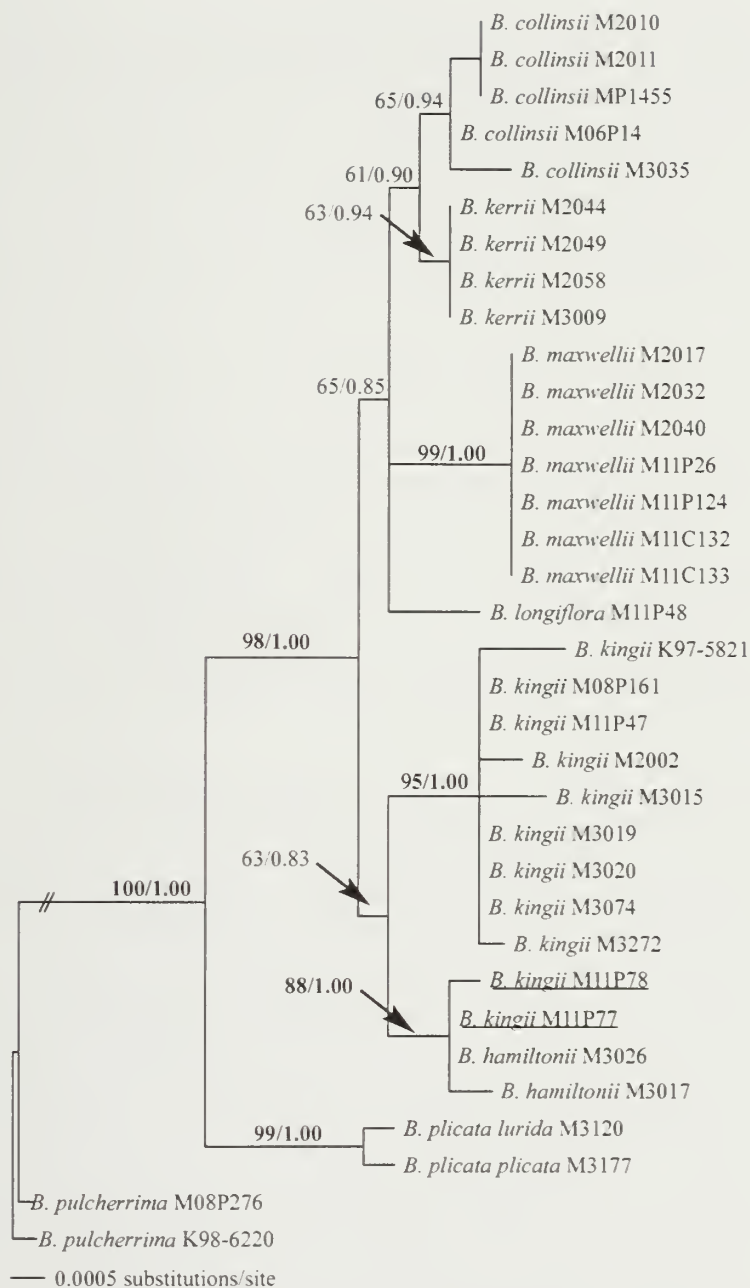 B. collinsii M2010
B. collinsii M2011
B. collinsii MP1455
65/0.94
B. collinsii M06P14
B. collinsii M3035
61/0.90
B. kerrii M2044
63/0.94
B. kerrii M2049
B. kerrii M2058
B. kerrii M3009
B. maxwellii M2017
65/0.85
B. maxwellii M2032
B. maxwellii M2040
99/1.00
B. maxwellii M11P26
B. maxwellii M11P124
B. maxwellii M11C132
B. maxwellii M11C133
B. longiflora M11P48
98/1.00
B. kingii K97-5821
B. kingii M08P161
B. kingii M11P47
B. kingii M2002
95/1.00
B. kingii M3015
B. kingii M3019
63/0.83
B. kingii M3020
100/1.00
B. kingii M3074
B. kingii M3272
88/1.00
B. kingii M11P78
B. kingii M11P77
B. hamiltonii M3026
B. hamiltonii M3017
99/1.00
B. plicata lurida M3120
B. plicata plicata M3177
B. pulcherrima M08P276
B. pulcherrima K98-6220
0.0005 substitutions/site